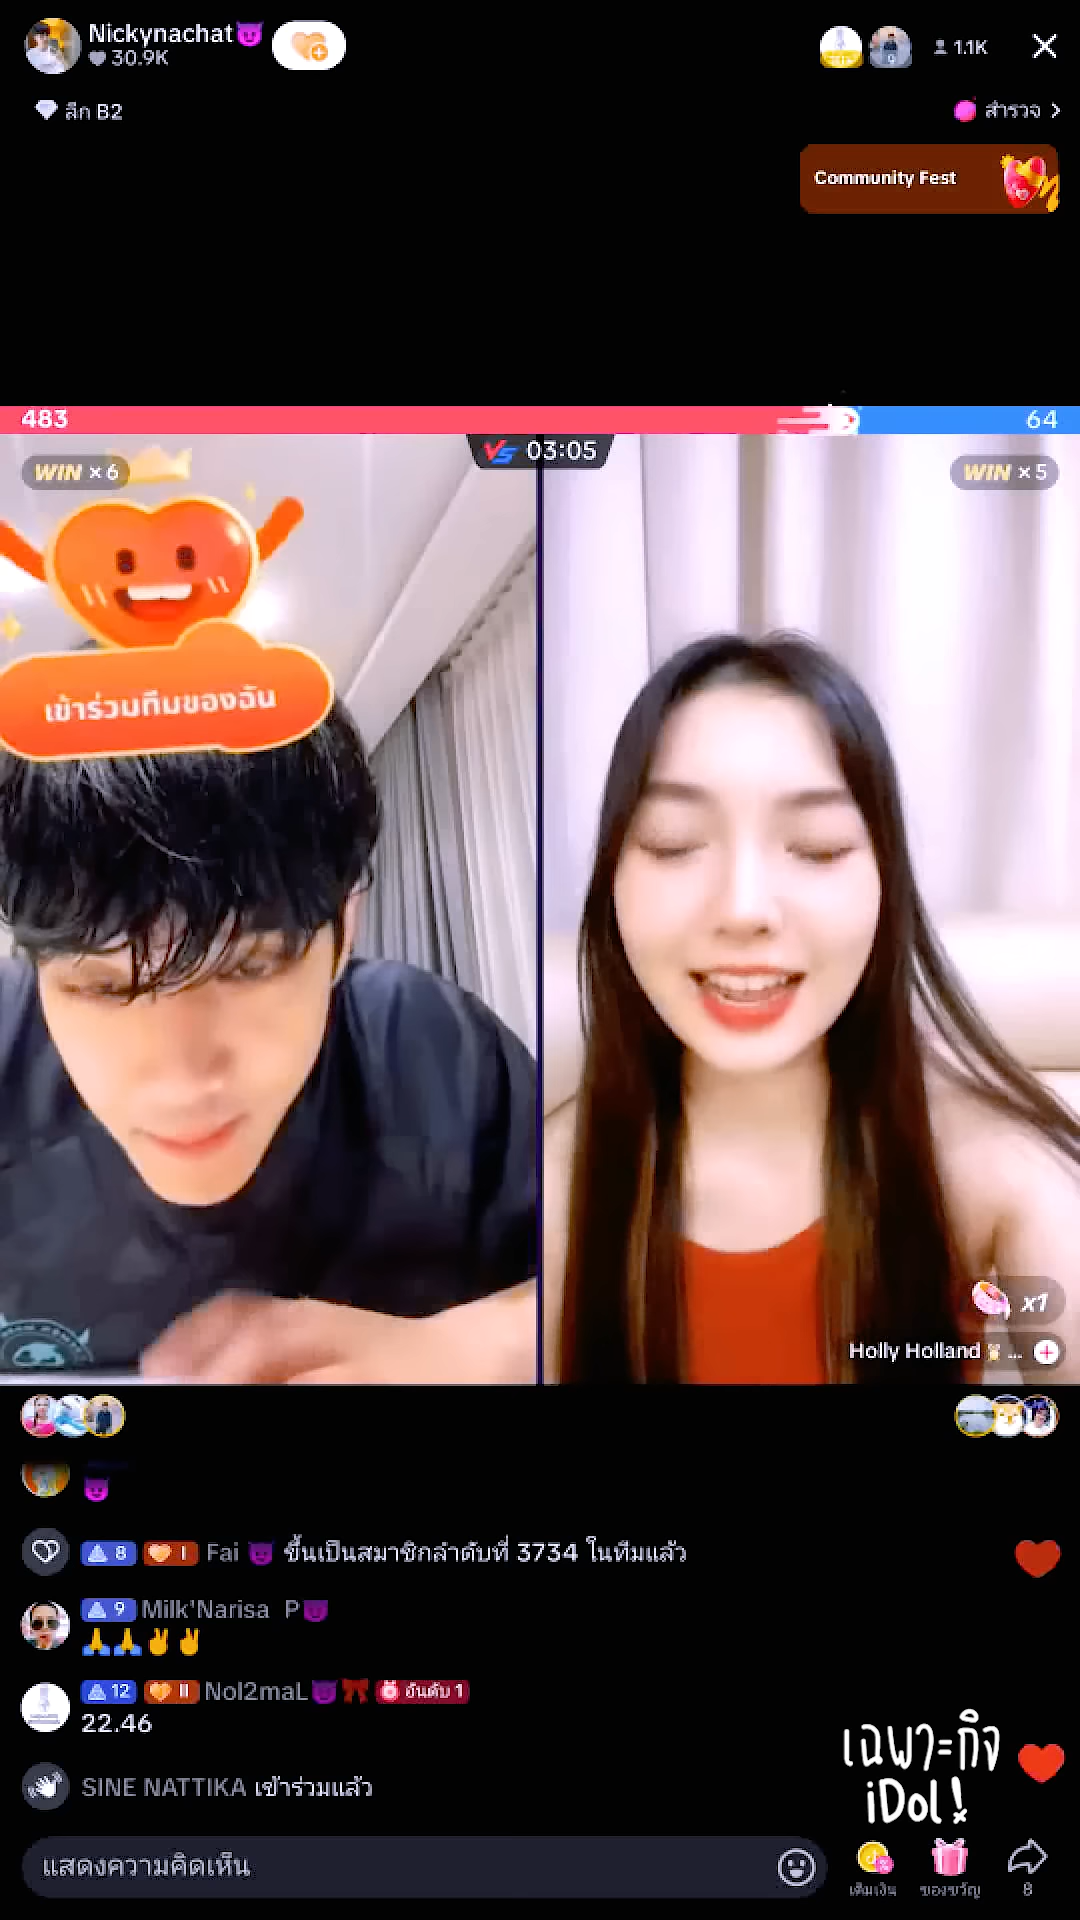 Nickynachat😈
30.9K
1.1K
ลีก B2
สำรวจ
Community Fest
483
64
VS 03:05
WIN ×6
WIN ×5
เข้าร่วมทีมของฉัน
x1
Holly Holland ...
8 I Fai 😈 ขึ้นเป็นสมาชิกลำดับที่ 3734 ในทีมแล้ว
9 Milk'Narisa P😈
🙏🙏✌️✌️
12 II Nol2maL😈🎀 อันดับ 1
22.46
SINE NATTIKA เข้าร่วมแล้ว
เฉพาะกิจ
iDol!
แสดงความคิดเห็น
เติมเงิน
ของขวัญ
8